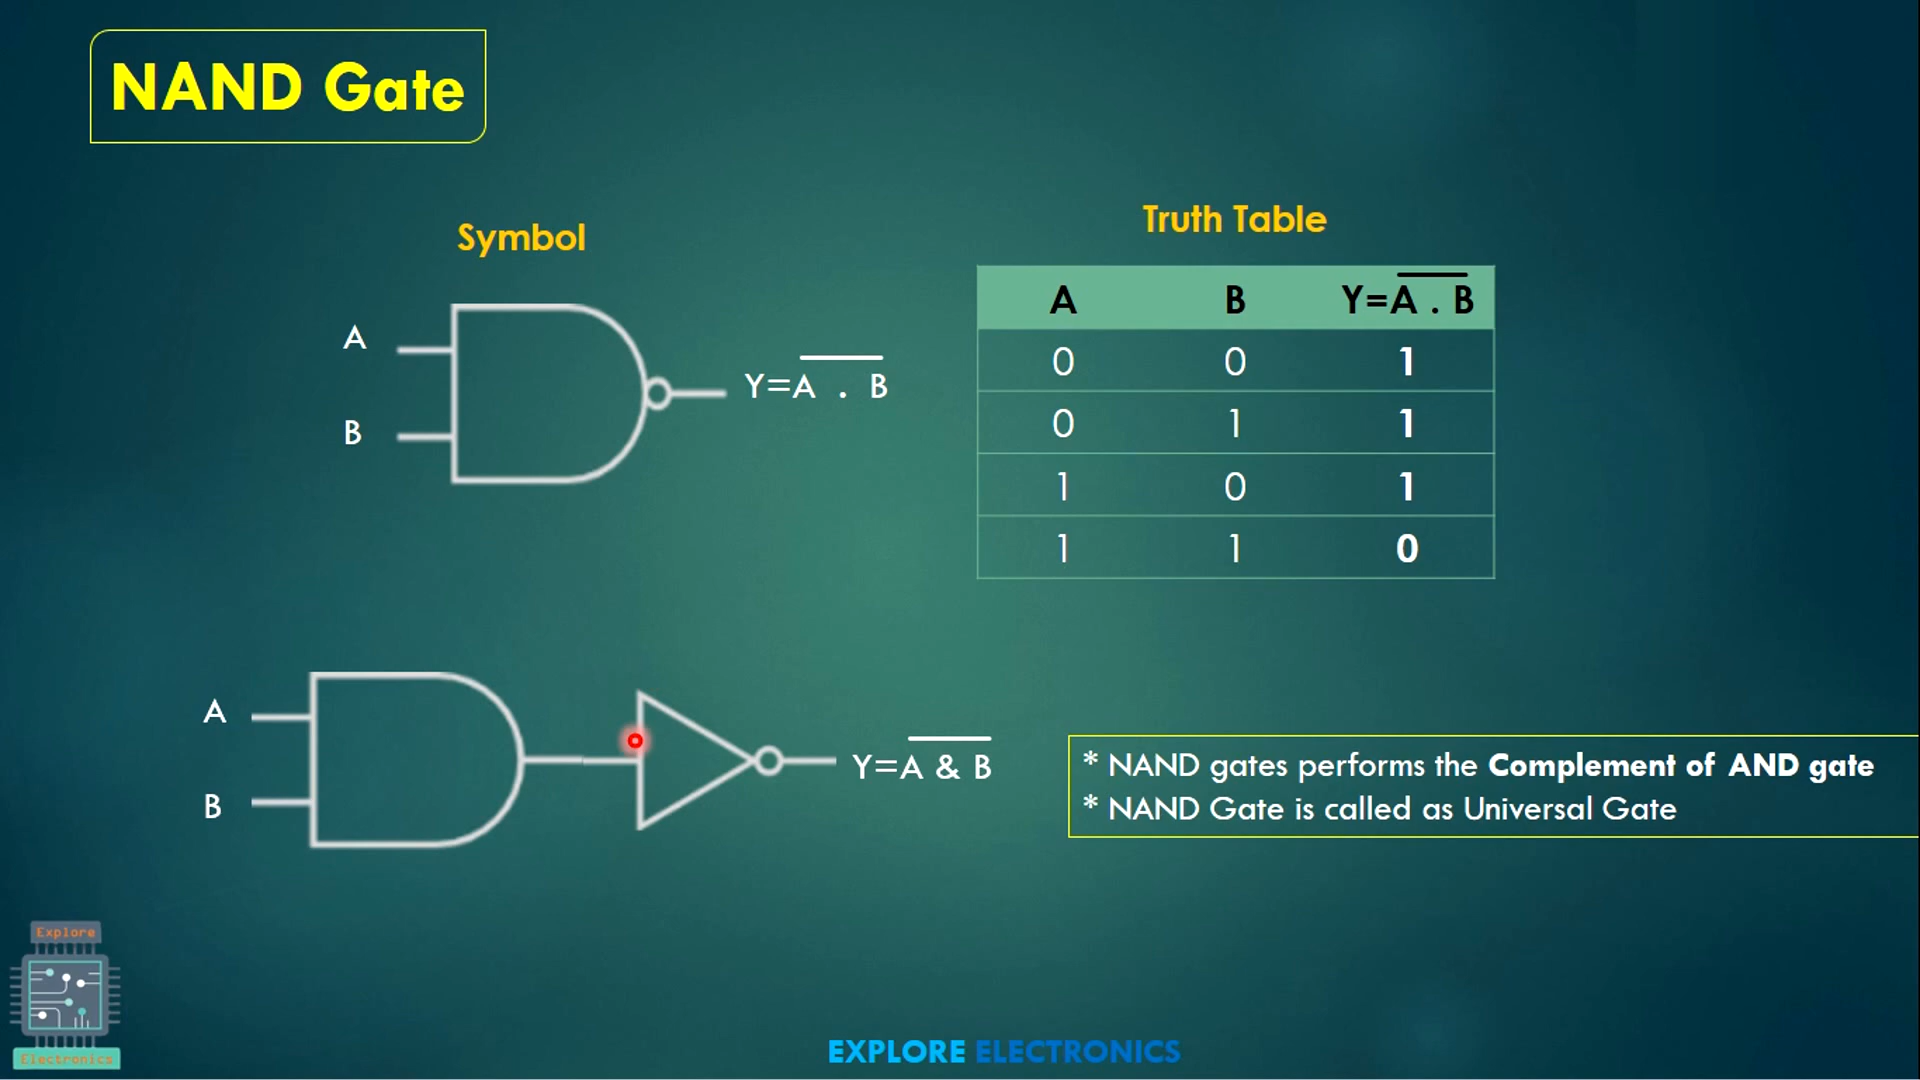 NAND Gate
Symbol
A
B
Y=A . B
Truth Table
A B Y=A . B
0 0 1
0 1 1
1 0 1
1 1 0
A
B
Y=A & B
* NAND gates performs the Complement of AND gate
* NAND Gate is called as Universal Gate
Explore
Electronics
EXPLORE ELECTRONICS